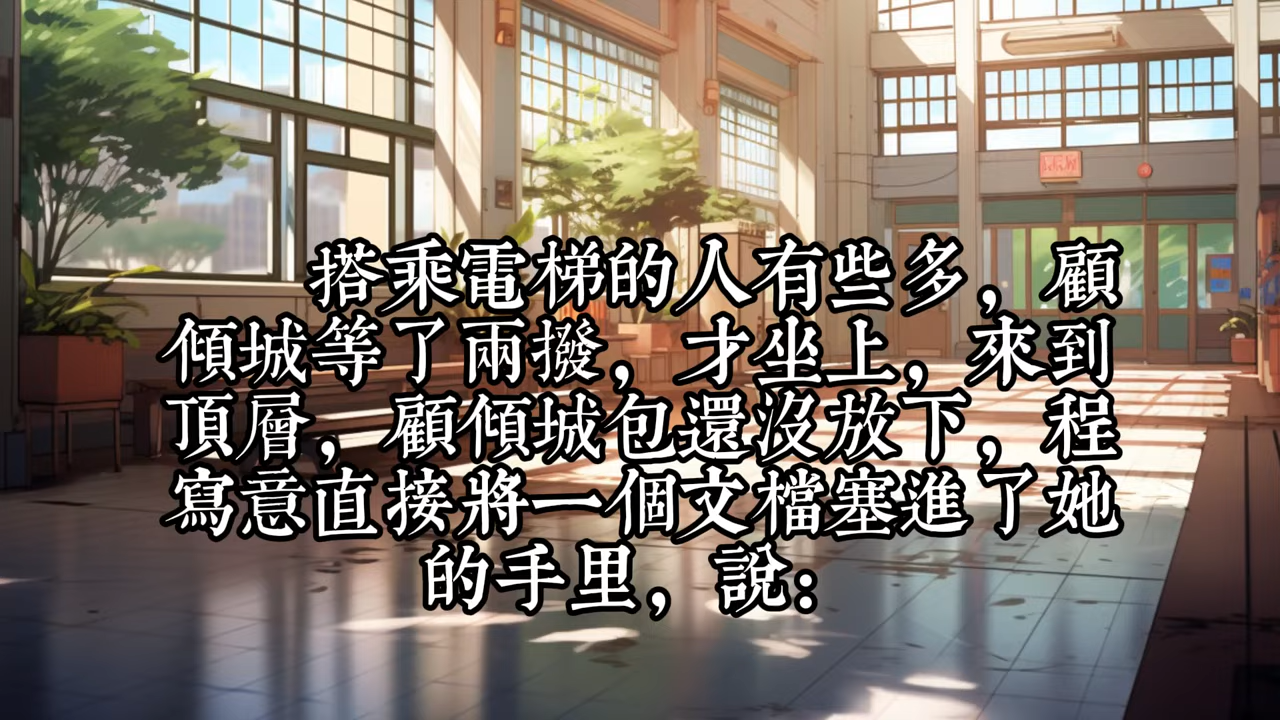 搭乘電梯的人有些多，顧
傾城等了兩撥，才坐上，來到
頂層，顧傾城包還沒放下，程
寫意直接將一個文檔塞進了她
的手里，說：